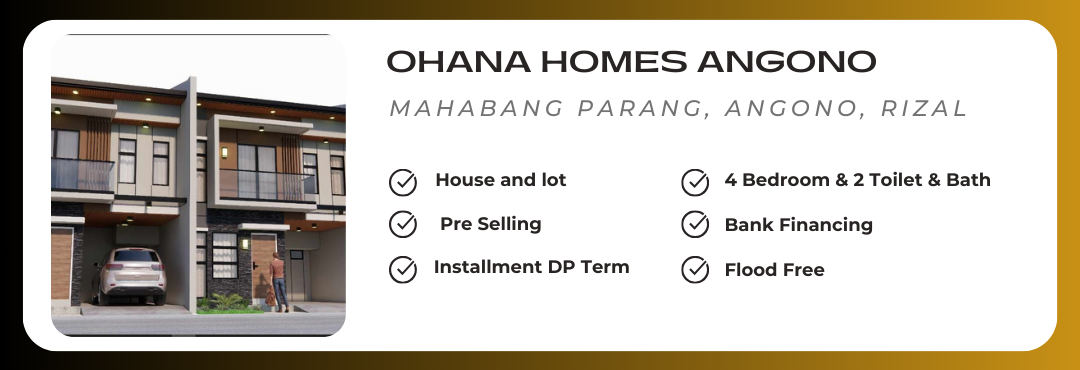 OHANA HOMES ANGONO
MAHABANG PARANG, ANGONO, RIZAL
House and lot
Pre Selling
Installment DP Term
4 Bedroom & 2 Toilet & Bath
Bank Financing
Flood Free